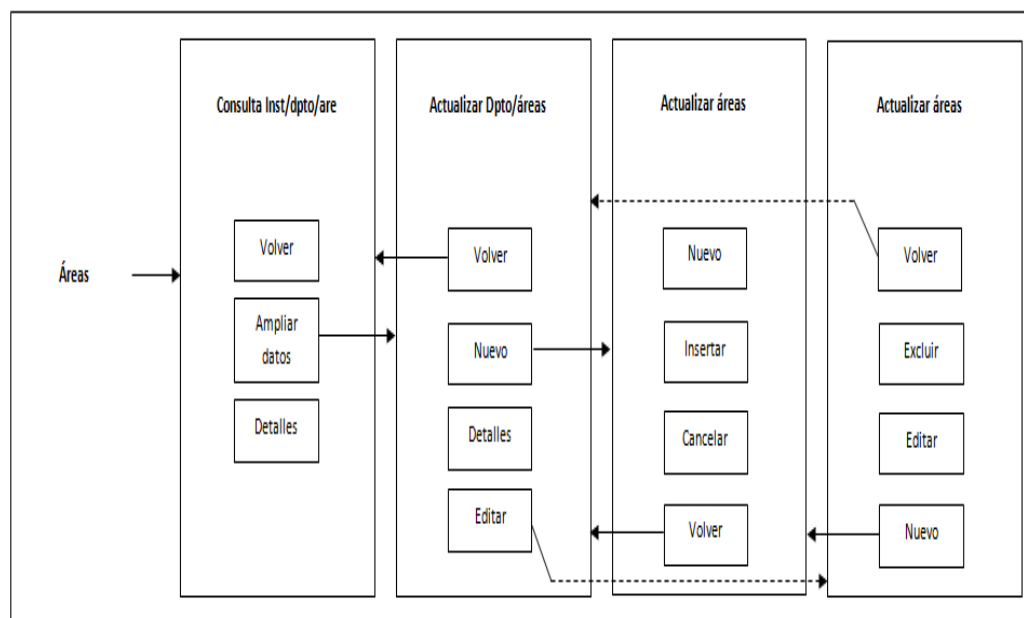 Áreas
Consulta Inst/dpto/are
Volver
Ampliar
datos
Detalles
Actualizar Dpto/áreas
Volver
Nuevo
Detalles
Editar
Actualizar áreas
Nuevo
Insertar
Cancelar
Volver
Actualizar áreas
Volver
Excluir
Editar
Nuevo